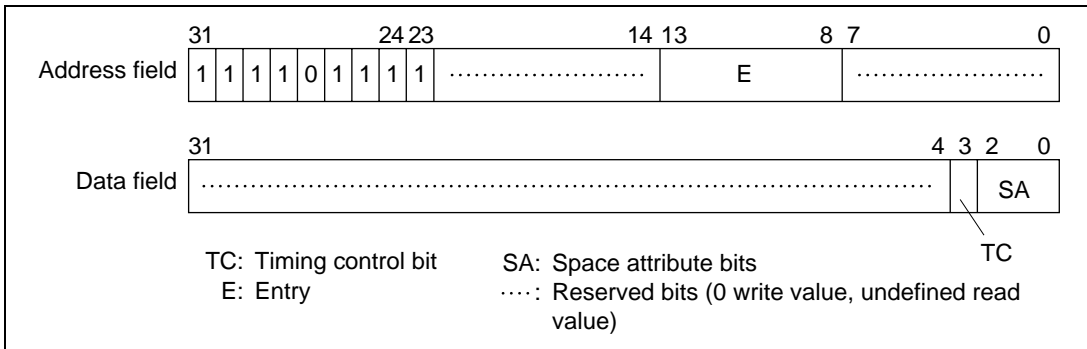 31 24 23 14 13 8 7 0
Address field 1 1 1 1 0 1 1 1 1 ........................ E ........................
31 4 3 2 0
Data field ................................................................................ SA
TC
TC: Timing control bit SA: Space attribute bits
E: Entry ····: Reserved bits (0 write value, undefined read
value)